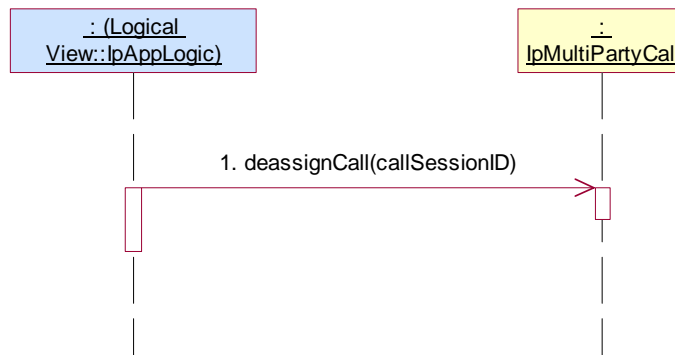 : (Logical
View::IpAppLogic)
:
IpMultiPartyCal
1. deassignCall(callSessionID)